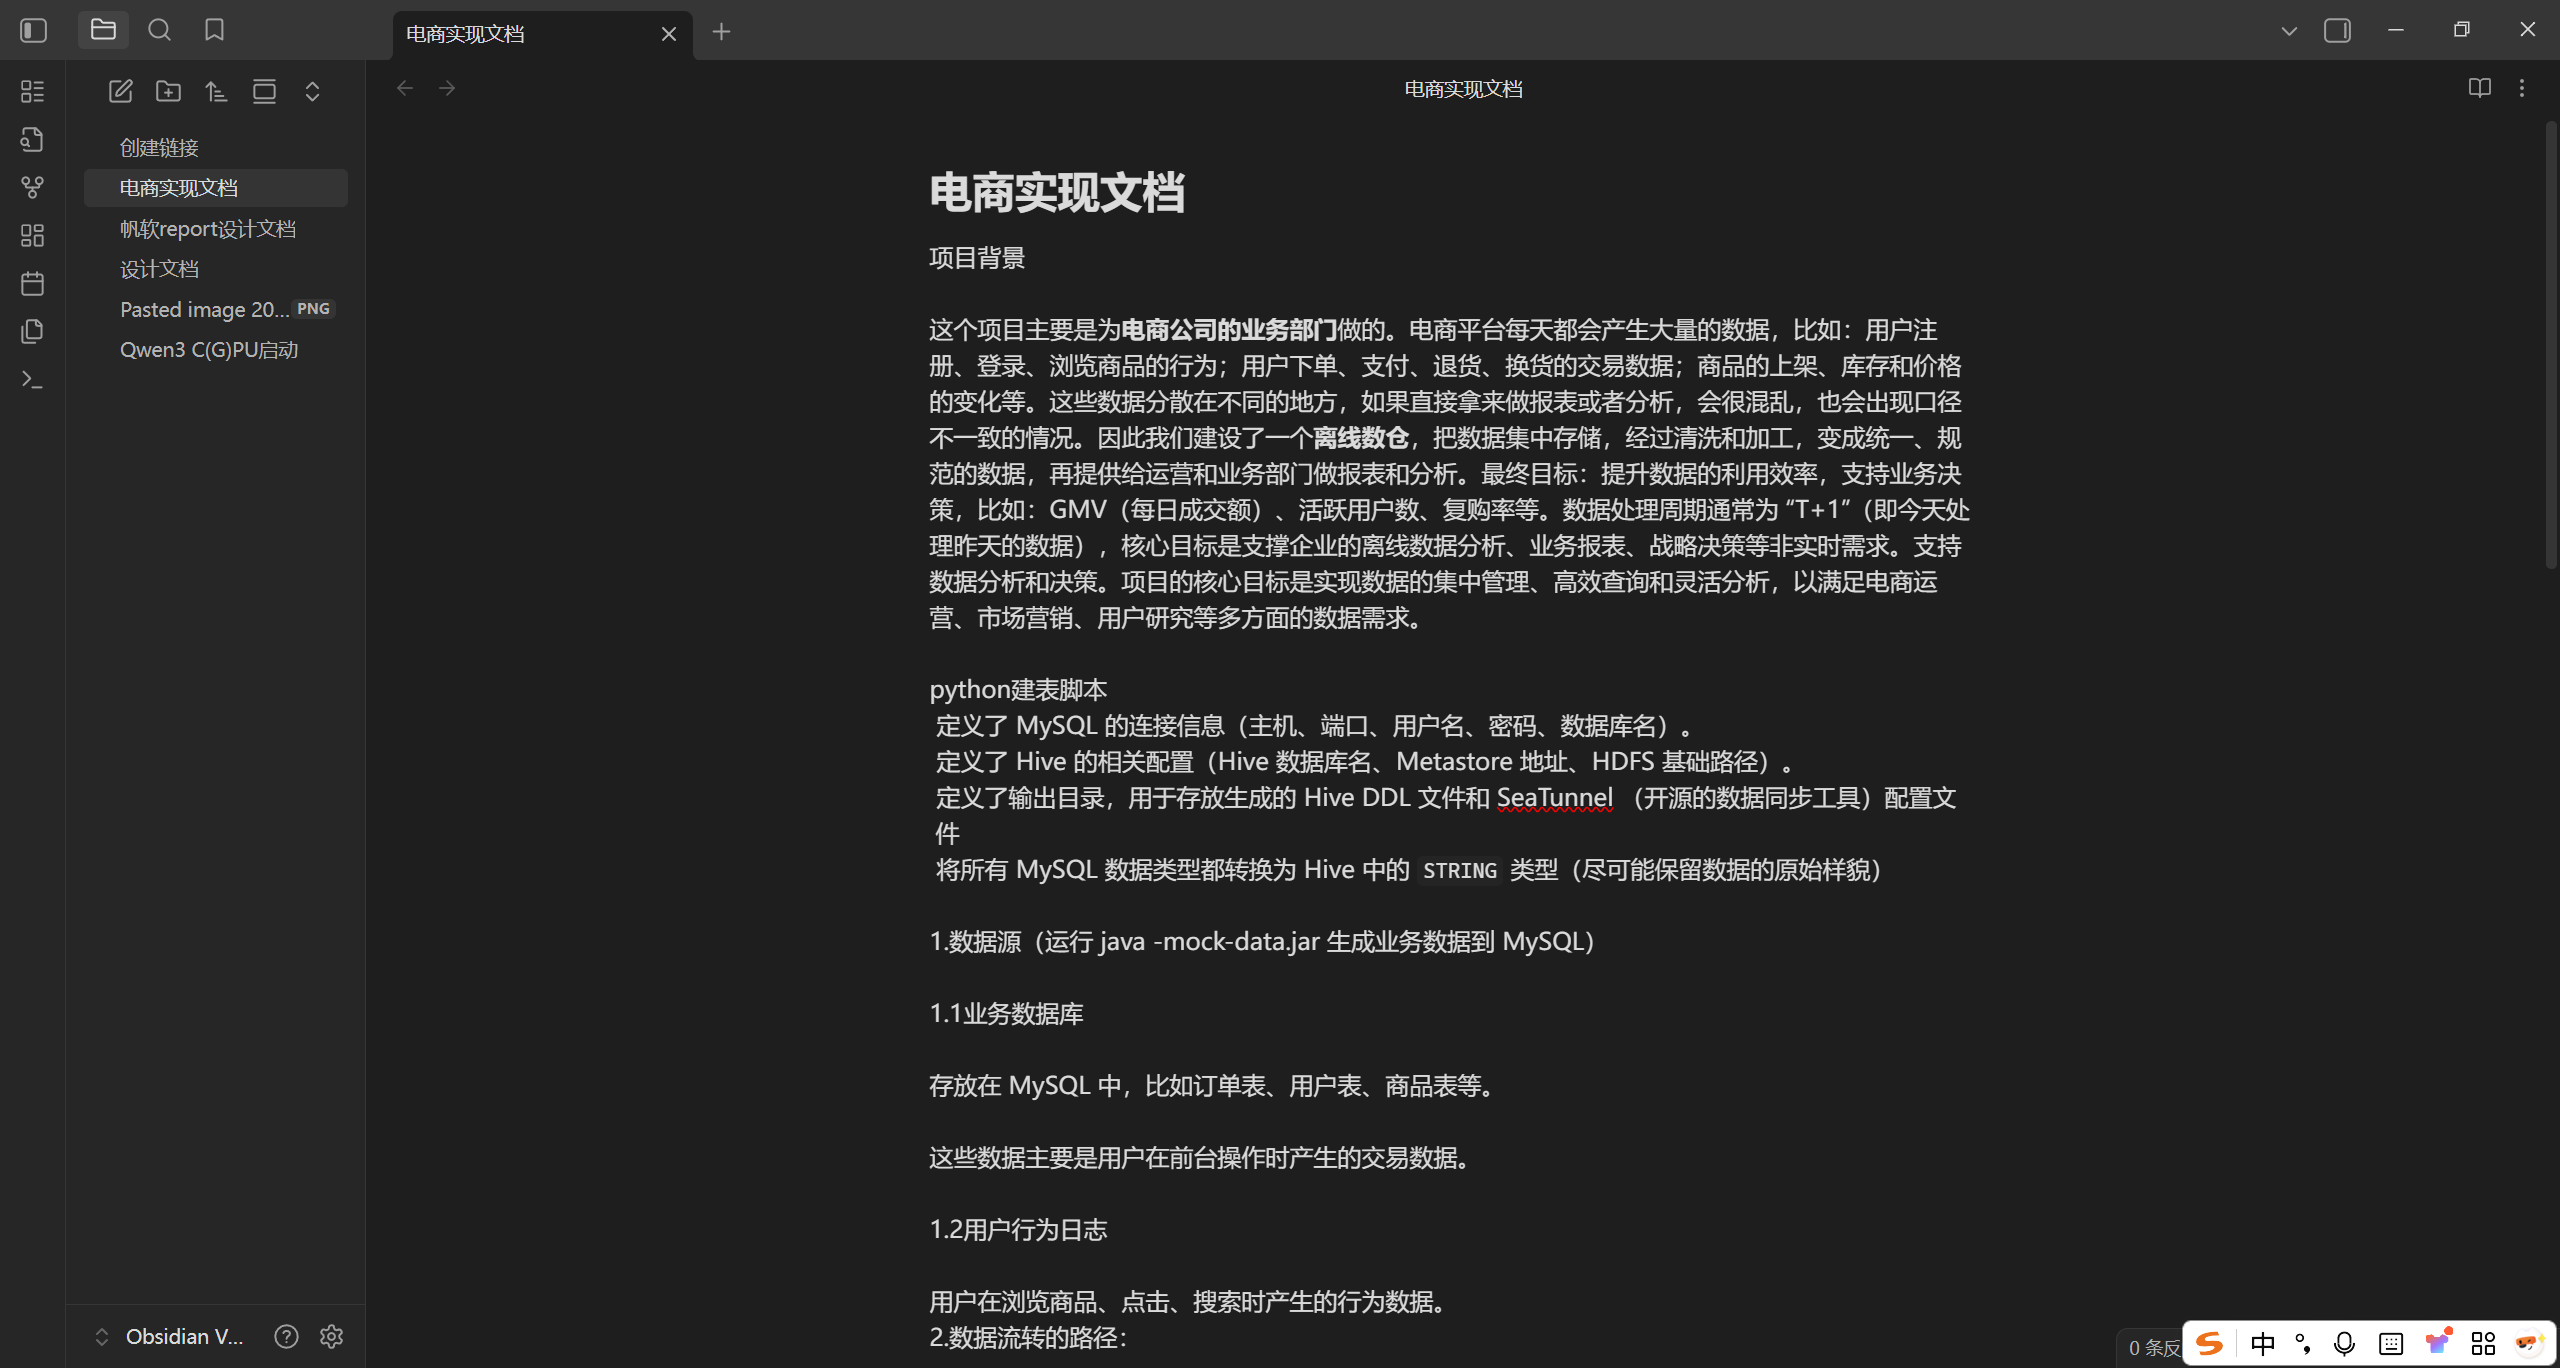 电商实现文档
电商实现文档
创建链接
电商实现文档
帆软report设计文档
设计文档
Pasted image 20... PNG
Qwen3 C(G)PU启动
电商实现文档
项目背景
这个项目主要是为电商公司的业务部门做的。电商平台每天都会产生大量的数据，比如：用户注
册、登录、浏览商品的行为；用户下单、支付、退货、换货的交易数据；商品的上架、库存和价格
的变化等。这些数据分散在不同的地方，如果直接拿来做报表或者分析，会很混乱，也会出现口径
不一致的情况。因此我们建设了一个离线数仓，把数据集中存储，经过清洗和加工，变成统一、规
范的数据，再提供给运营和业务部门做报表和分析。最终目标：提升数据的利用效率，支持业务决
策，比如：GMV（每日成交额）、活跃用户数、复购率等。数据处理周期通常为 “T+1”（即今天处
理昨天的数据），核心目标是支撑企业的离线数据分析、业务报表、战略决策等非实时需求。支持
数据分析和决策。项目的核心目标是实现数据的集中管理、高效查询和灵活分析，以满足电商运
营、市场营销、用户研究等多方面的数据需求。
python建表脚本
定义了 MySQL 的连接信息（主机、端口、用户名、密码、数据库名）。
定义了 Hive 的相关配置（Hive 数据库名、Metastore 地址、HDFS 基础路径）。
定义了输出目录，用于存放生成的 Hive DDL 文件和 SeaTunnel （开源的数据同步工具）配置文
件
将所有 MySQL 数据类型都转换为 Hive 中的 STRING 类型（尽可能保留数据的原始样貌）
1.数据源（运行 java -mock-data.jar 生成业务数据到 MySQL）
1.1业务数据库
存放在 MySQL 中，比如订单表、用户表、商品表等。
这些数据主要是用户在前台操作时产生的交易数据。
1.2用户行为日志
用户在浏览商品、点击、搜索时产生的行为数据。
2.数据流转的路径：
Obsidian V...
0 条反
中